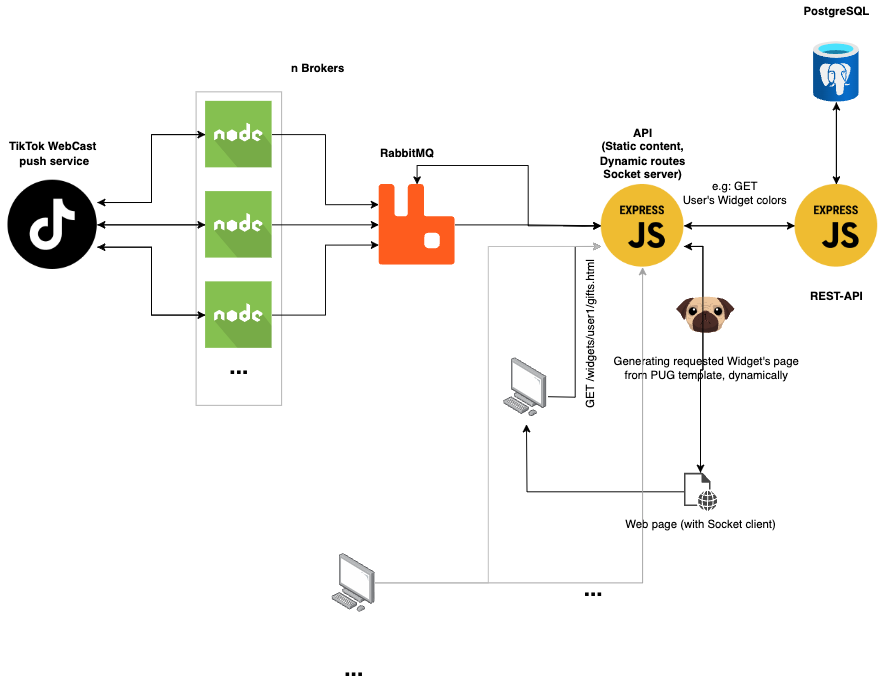 PostgreSQL
n Brokers
TikTok WebCast
push service
node
node
node
...
RabbitMQ
API
(Static content,
Dynamic routes
Socket server)
EXPRESS
JS
e.g: GET
User's Widget colors
EXPRESS
JS
REST-API
GET /widgets/user1/gifts.html
Generating requested Widget's page
from PUG template, dynamically
Web page (with Socket client)
...
...